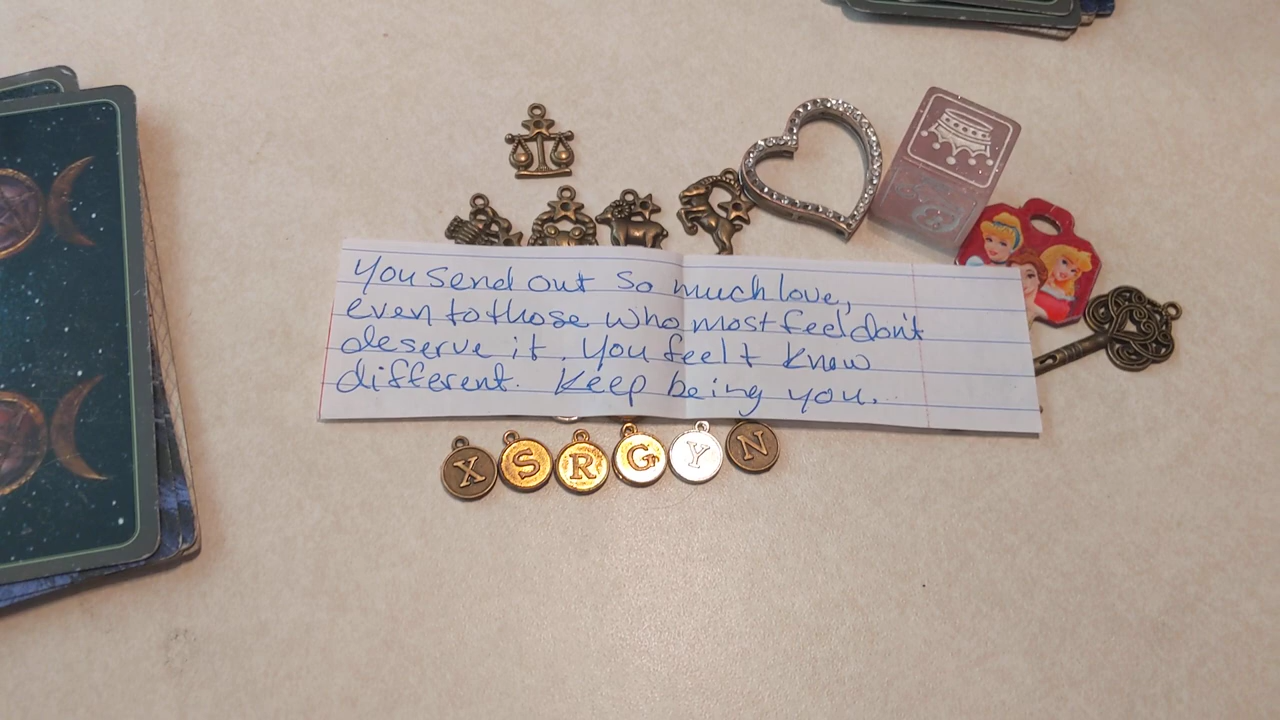 You send out so much love,
even to those who most feel don't
deserve it. You feel + know
different. Keep being you.
X S R G Y N